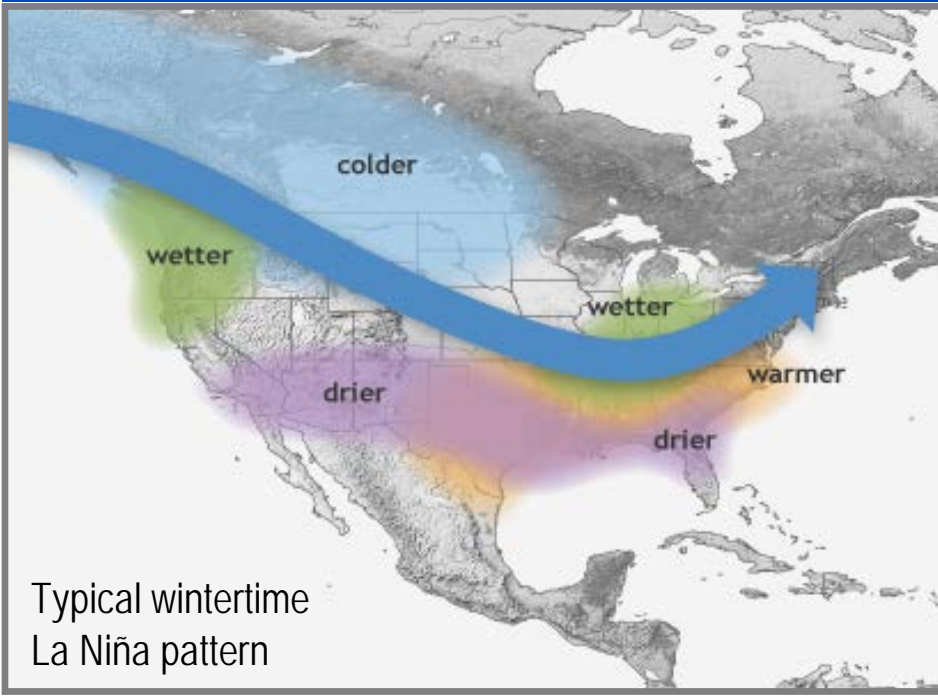 colder
wetter
wetter
warmer
drier
drier
Typical wintertime
La Niña pattern